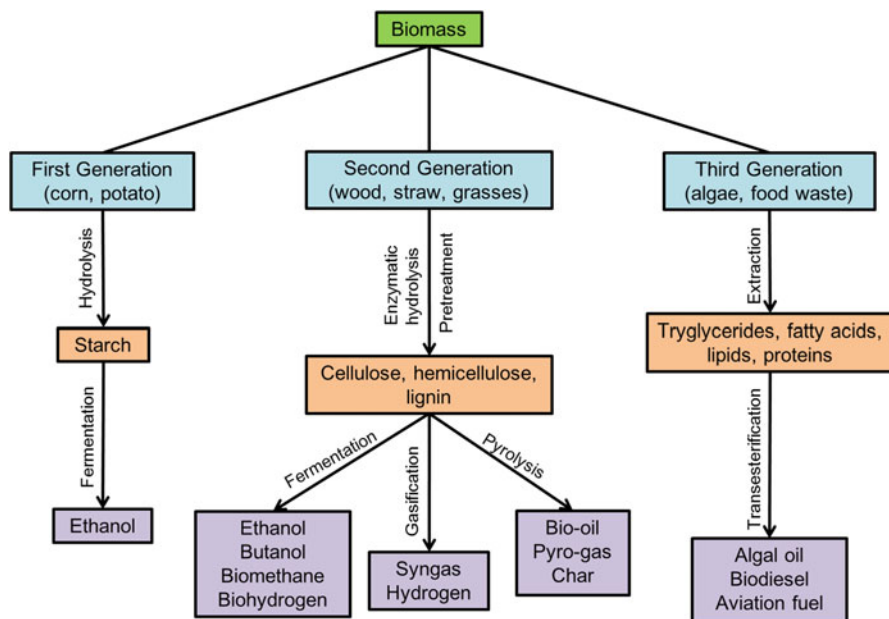 Biomass
First Generation
(corn, potato)
Second Generation
(wood, straw, grasses)
Third Generation
(algae, food waste)
Hydrolysis
Enzymatic
hydrolysis
Pretreatment
Extraction
Starch
Cellulose, hemicellulose,
lignin
Tryglycerides, fatty acids,
lipids, proteins
Fermentation
Fermentation
Gasification
Pyrolysis
Transesterification
Ethanol
Ethanol
Butanol
Biomethane
Biohydrogen
Syngas
Hydrogen
Bio-oil
Pyro-gas
Char
Algal oil
Biodiesel
Aviation fuel